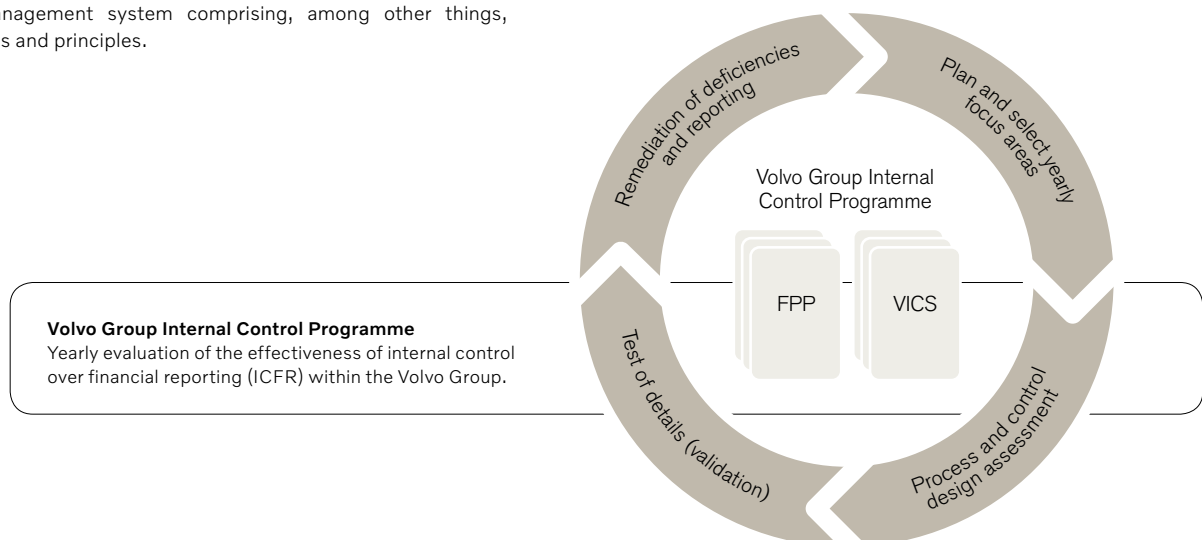 management system comprising, among other things,
s and principles.
Remediation of deficiencies
and reporting
Plan and select yearly
focus areas
Volvo Group Internal
Control Programme
FPP
VICS
Volvo Group Internal Control Programme
Yearly evaluation of the effectiveness of internal control
over financial reporting (ICFR) within the Volvo Group.
Test of details (validation)
Process and control
design assessment